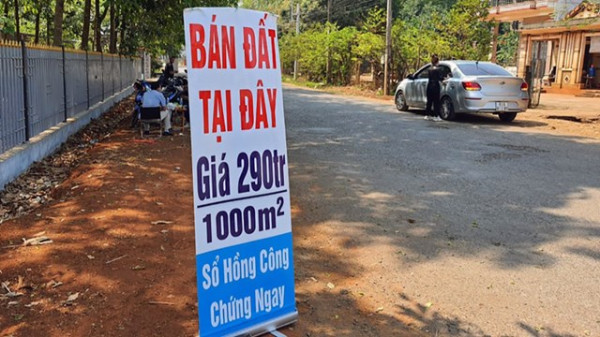 BÁN ĐẤT
TẠI ĐÂY
Giá 290tr
1000m²
Sổ Hồng Công
Chứng Ngay